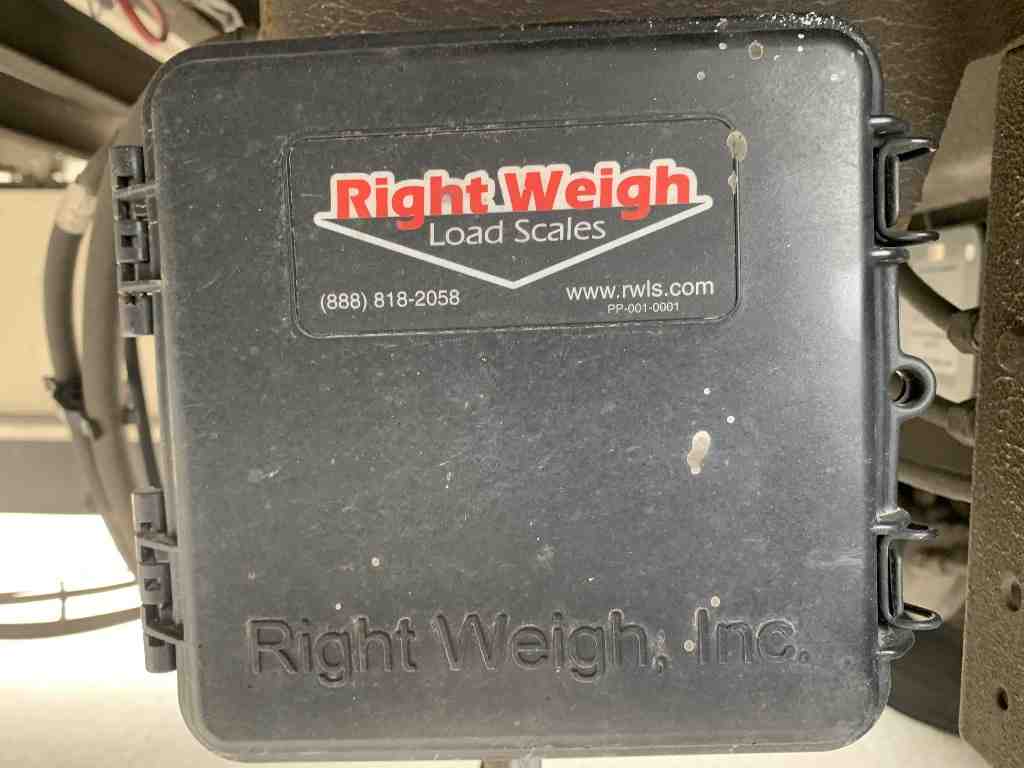 Right Weigh
Load Scales
(888) 818-2058
www.rwls.com
PP-001-0001
Right Weigh, Inc.